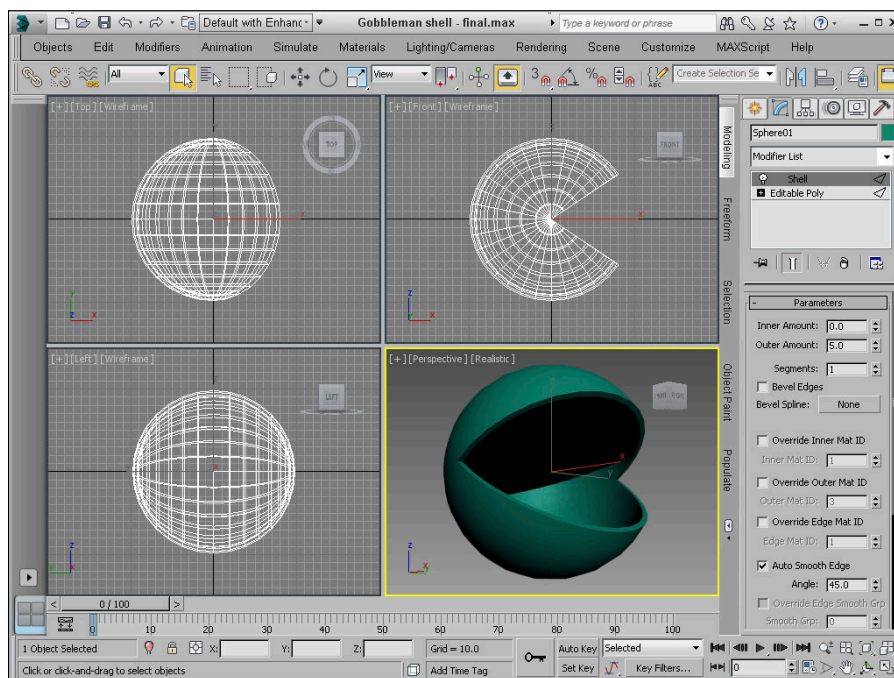 Default with Enhanc Gobbleman shell - final.max Type a keyword or phrase
Objects Edit Modifiers Animation Simulate Materials Lighting/Cameras Rendering Scene Customize MAXScript Help
All View 3 % ABC Create Selection Se
[+][Top][Wireframe]
TOP
x
y
z x
[+][Front][Wireframe]
FRONT
x
z
x
[+][Left][Wireframe]
LEFT
x
z
y
[+][Perspective][Realistic]
x
y
z
Modeling
Freeform
Selection
Object Paint
Populate
Sphere01
Modifier List
Shell
Editable Poly
- Parameters
Inner Amount: 0.0
Outer Amount: 5.0
Segments: 1
Bevel Edges
Bevel Spline: None
Override Inner Mat ID
Inner Mat ID: 1
Override Outer Mat ID
Outer Mat ID: 3
Override Edge Mat ID
Edge Mat ID: 1
Auto Smooth Edge
Angle: 45.0
Override Edge Smooth Grp
Smooth Grp: 0
< 0 / 100 >
0 10 20 30 40 50 60 70 80 90 100
1 Object Selected X: Y: Z: Grid = 10.0 Auto Key Selected
Click or click-and-drag to select objects Add Time Tag Set Key Key Filters... 0